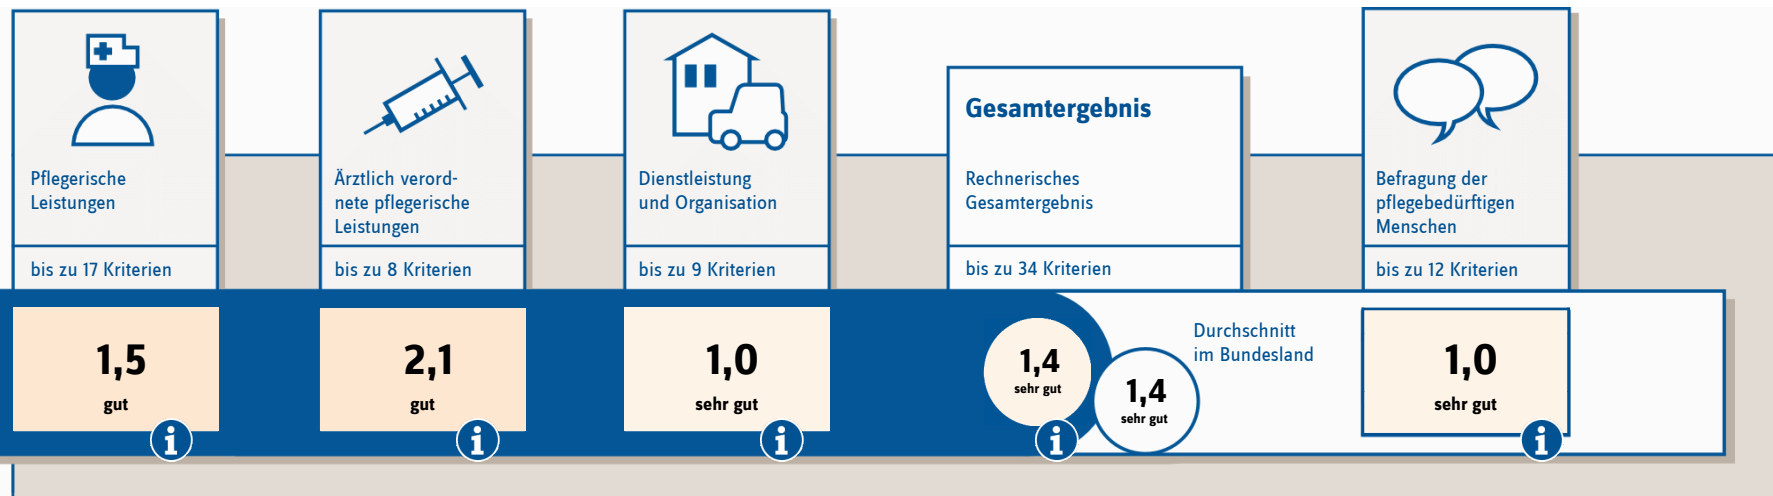 Pflegerische
Leistungen
bis zu 17 Kriterien
1,5
gut
i
Ärztlich verord-
nete pflegerische
Leistungen
bis zu 8 Kriterien
2,1
gut
i
Dienstleistung
und Organisation
bis zu 9 Kriterien
1,0
sehr gut
i
Gesamtergebnis
Rechnerisches
Gesamtergebnis
bis zu 34 Kriterien
1,4
sehr gut
i
1,4
sehr gut
Durchschnitt
im Bundesland
Befragung der
pflegebedürftigen
Menschen
bis zu 12 Kriterien
1,0
sehr gut
i